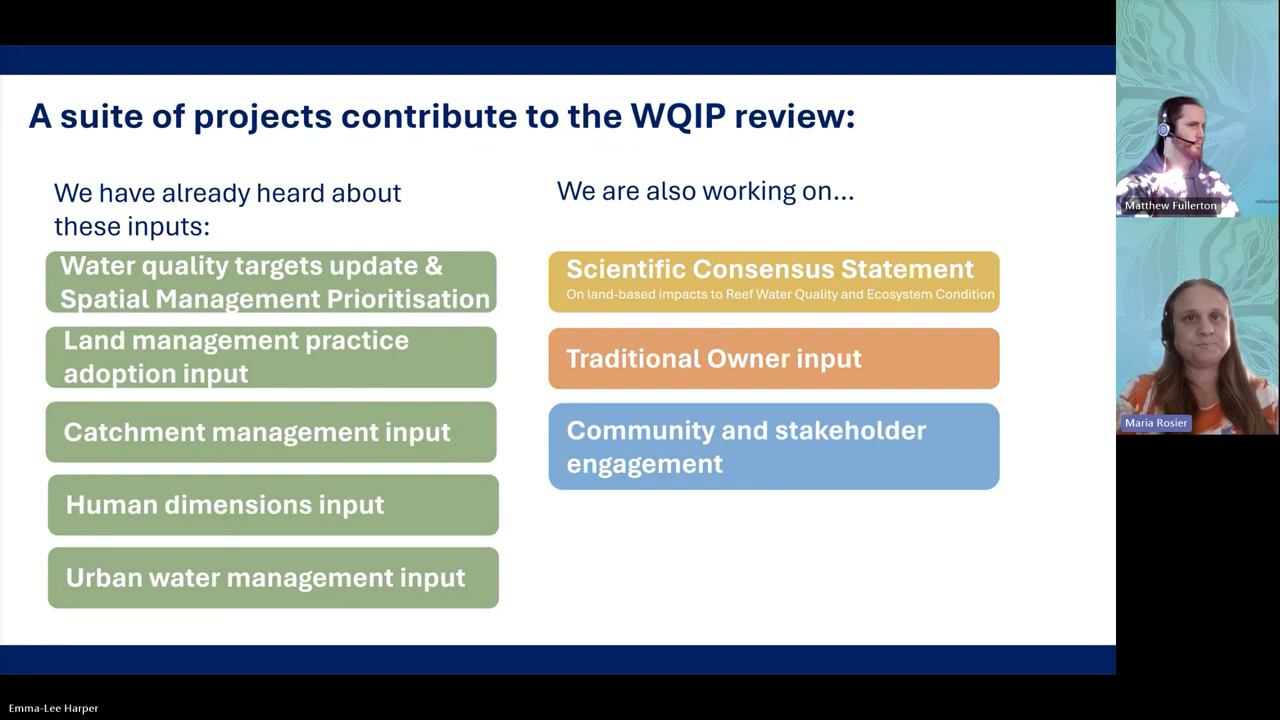 A suite of projects contribute to the WQIP review:
We have already heard about
these inputs:
Water quality targets update &
Spatial Management Prioritisation
Land management practice
adoption input
Catchment management input
Human dimensions input
Urban water management input
We are also working on...
Scientific Consensus Statement
On land-based impacts to Reef Water Quality and Ecosystem Condition
Traditional Owner input
Community and stakeholder
engagement
Matthew Fullerton
Maria Rosier
Emma-Lee Harper